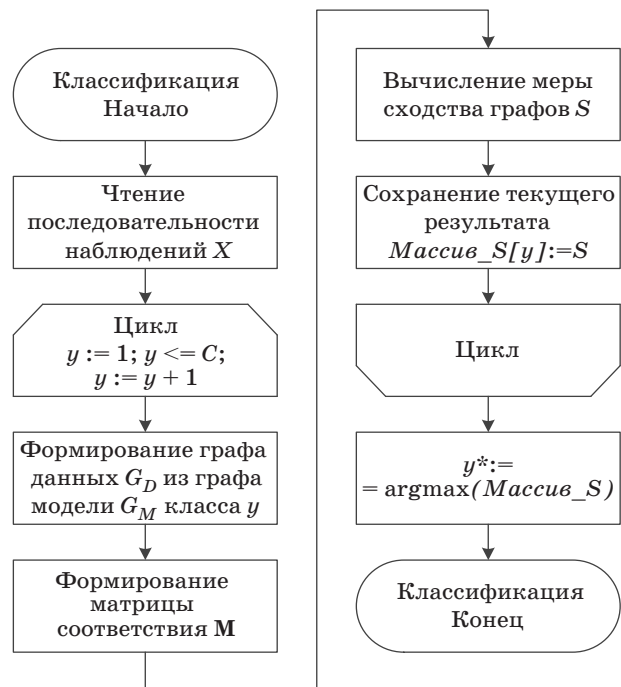 Классификация
Начало
Чтение
последовательности
наблюдений X
Цикл
y := 1; y <= C;
y := y + 1
Формирование графа
данных G_D из графа
модели G_M класса y
Формирование
матрицы
соответствия M
Вычисление меры
сходства графов S
Сохранение текущего
результата
Массив_S[y]:=S
Цикл
y*:=
= argmax(Массив_S)
Классификация
Конец